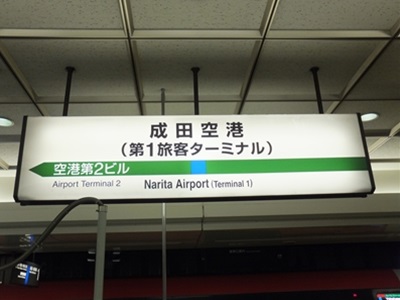 成田空港
(第1旅客ターミナル)
空港第2ビル
Airport Terminal 2
Narita Airport (Terminal 1)